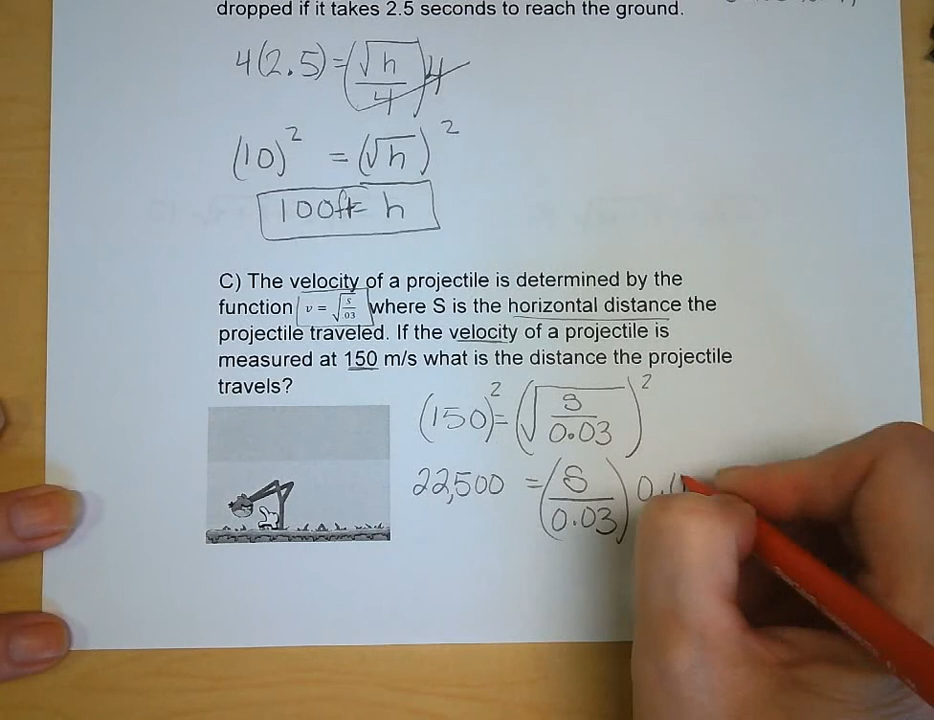 dropped if it takes 2.5 seconds to reach the ground.
4(2.5)=(√h/4)4
(10)² = (√h)²
100ft= h
C) The velocity of a projectile is determined by the
function v = √s/03 where S is the horizontal distance the
projectile traveled. If the velocity of a projectile is
measured at 150 m/s what is the distance the projectile
travels?
(150)² = (√S/0.03)²
22,500 = (S/0.03) 0.